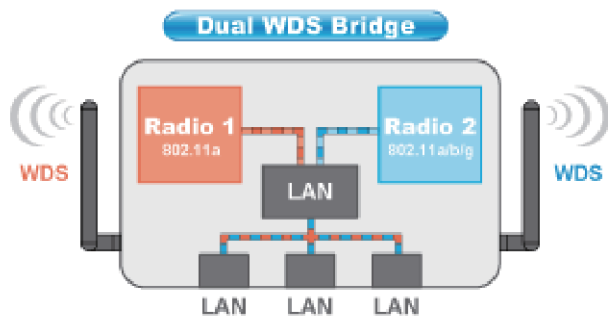 Dual WDS Bridge
Radio 1
802.11a
Radio 2
802.11a/b/g
WDS
WDS
LAN
LAN
LAN
LAN